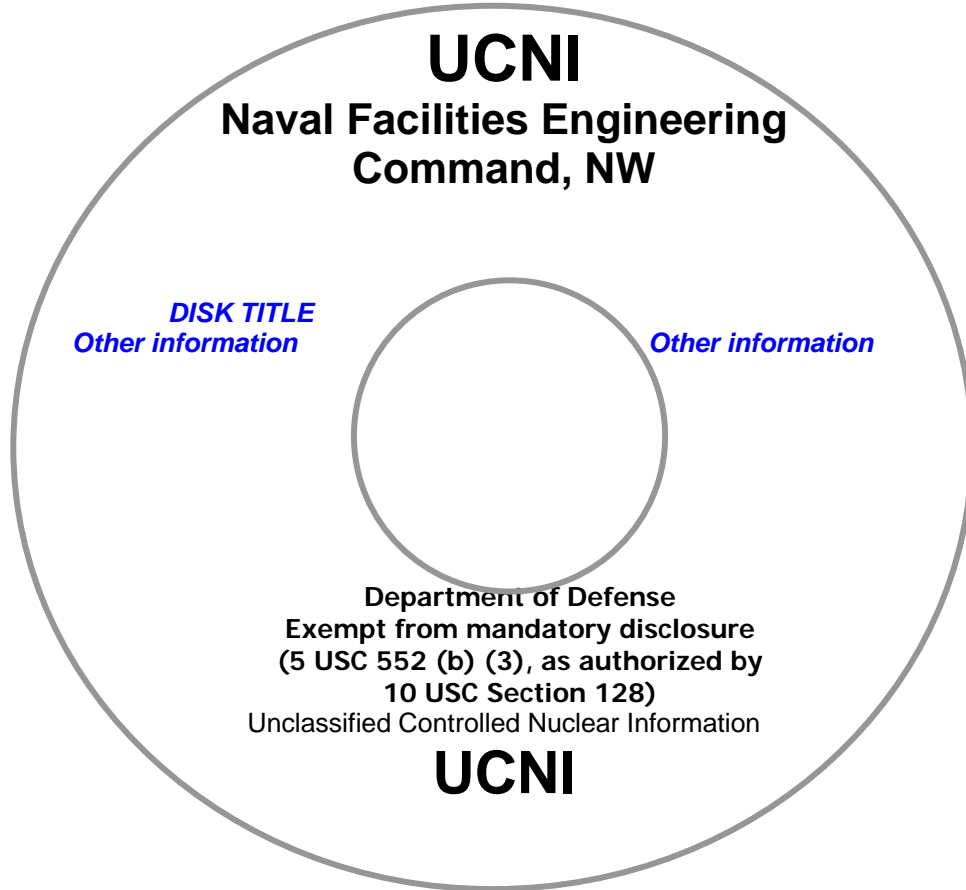 UCNI
Naval Facilities Engineering
Command, NW
DISK TITLE
Other information
Other information
Department of Defense
Exempt from mandatory disclosure
(5 USC 552 (b) (3), as authorized by
10 USC Section 128)
Unclassified Controlled Nuclear Information
UCNI